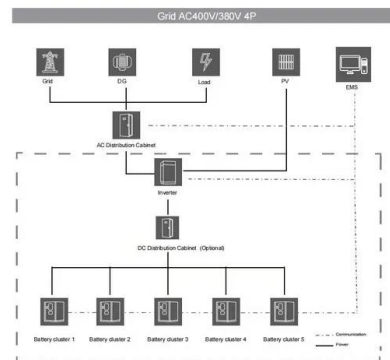 Grid AC400V/380V 4P
Grid
DG
Load
PV
EMS
AC Distribution Cabinet
Inverter
DC Distribution Cabinet (Optional)
Battery cluster 1
Battery cluster 2
Battery cluster 3
Battery cluster 4
Battery cluster 5
Communication
Power